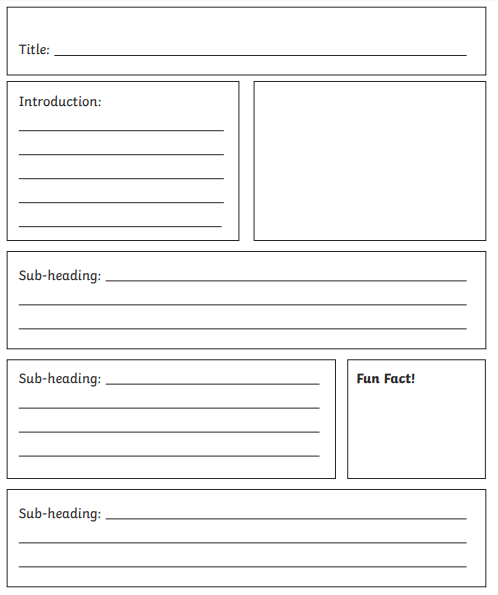 Title:
Introduction:
Sub-heading:
Sub-heading:
Fun Fact!
Sub-heading: